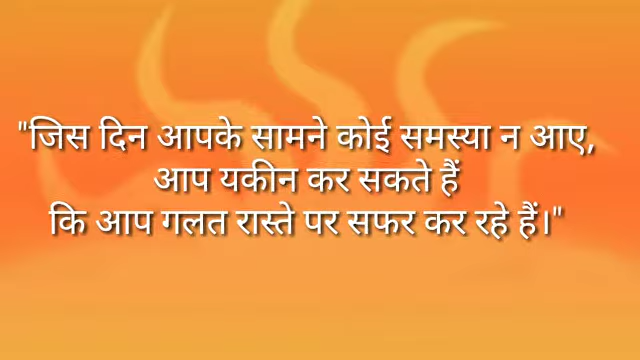 "जिस दिन आपके सामने कोई समस्या न आए,
आप यकीन कर सकते हैं
कि आप गलत रास्ते पर सफर कर रहे हैं।"